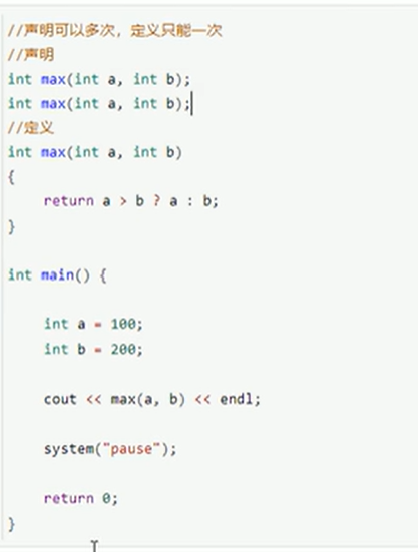 //声明可以多次，定义只能一次
//声明
int max(int a, int b);
int max(int a, int b);
//定义
int max(int a, int b)
{
return a > b ? a : b;
}
int main() {
int a = 100;
int b = 200;
cout << max(a, b) << endl;
system("pause");
return 0;
}